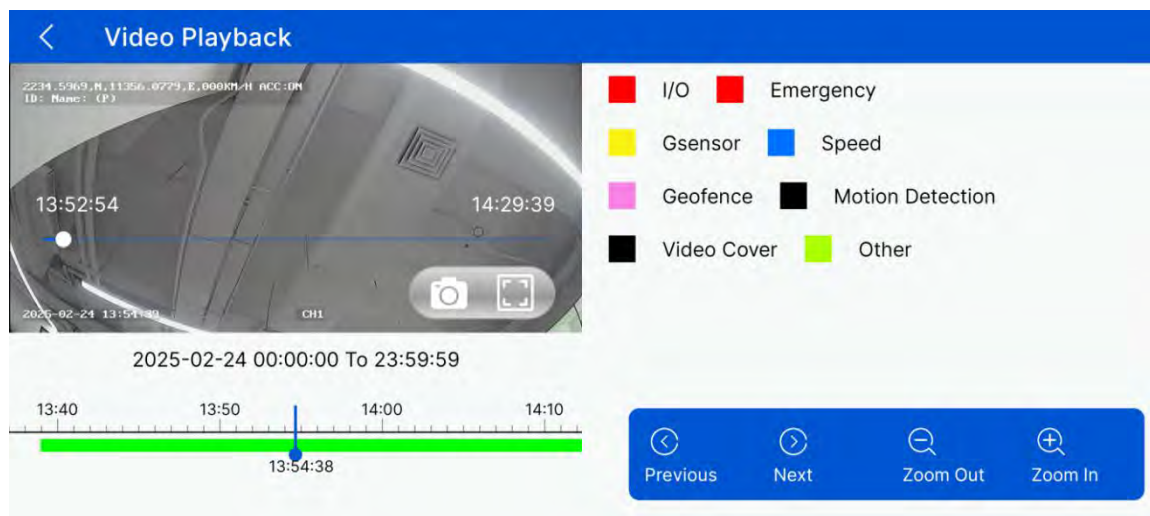 Video Playback
2234.5969,N,11356.0779,E,000KM/H ACC:ON
ID: Name: (P)
13:52:54 14:29:39
2025-02-24 13:54:39 CH1
2025-02-24 00:00:00 To 23:59:59
13:40 13:50 14:00 14:10
13:54:38
I/O Emergency
Gsensor Speed
Geofence Motion Detection
Video Cover Other
Previous Next Zoom Out Zoom In